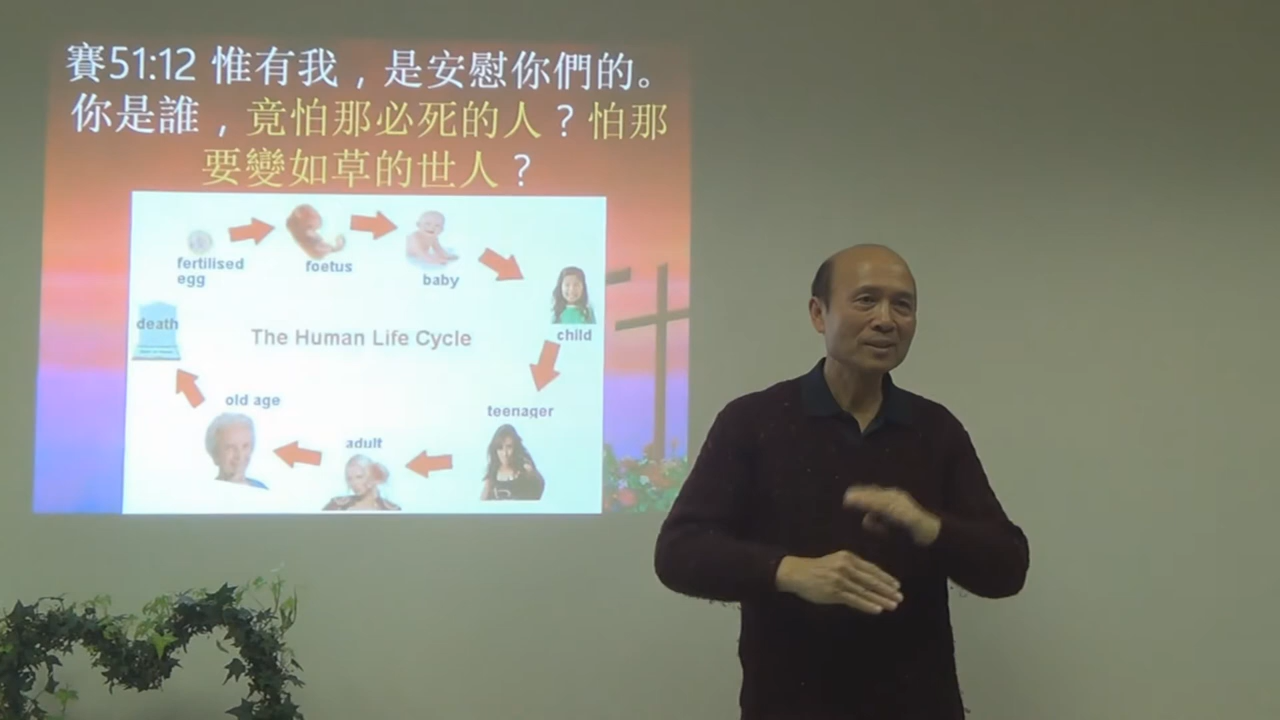 賽51:12 惟有我，是安慰你們的。
你是誰，竟怕那必死的人？怕那
要變如草的世人？
fertilised
egg
foetus
baby
child
death
The Human Life Cycle
old age
adult
teenager